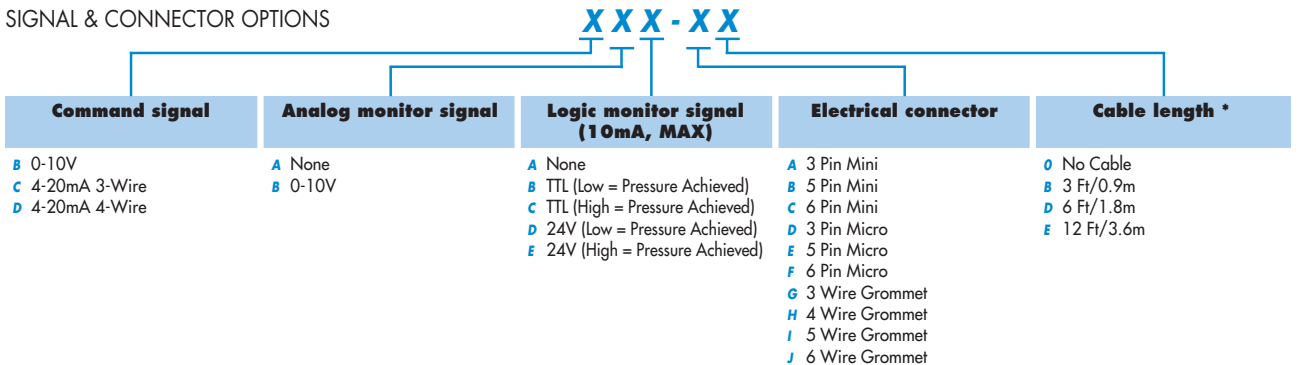 SIGNAL & CONNECTOR OPTIONS
X X X - X X
Command signal
B 0-10V
C 4-20mA 3-Wire
D 4-20mA 4-Wire
Analog monitor signal
A None
B 0-10V
Logic monitor signal
(10mA, MAX)
A None
B TTL (Low = Pressure Achieved)
C TTL (High = Pressure Achieved)
D 24V (Low = Pressure Achieved)
E 24V (High = Pressure Achieved)
Electrical connector
A 3 Pin Mini
B 5 Pin Mini
C 6 Pin Mini
D 3 Pin Micro
E 5 Pin Micro
F 6 Pin Micro
G 3 Wire Grommet
H 4 Wire Grommet
I 5 Wire Grommet
J 6 Wire Grommet
Cable length *
0 No Cable
B 3 Ft/0.9m
D 6 Ft/1.8m
E 12 Ft/3.6m